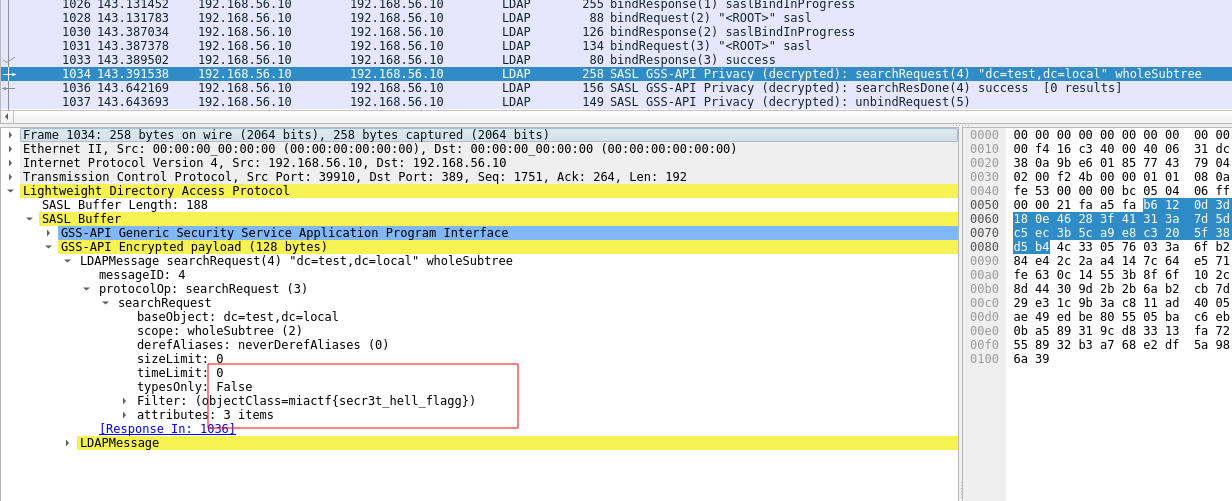 1026 143.131452 192.168.56.10 192.168.56.10 LDAP 255 bindResponse(1) saslBindInProgress
1028 143.131783 192.168.56.10 192.168.56.10 LDAP 88 bindRequest(2) "<ROOT>" sasl
1030 143.387034 192.168.56.10 192.168.56.10 LDAP 126 bindResponse(2) saslBindInProgress
1031 143.387378 192.168.56.10 192.168.56.10 LDAP 134 bindRequest(3) "<ROOT>" sasl
1033 143.389502 192.168.56.10 192.168.56.10 LDAP 80 bindResponse(3) success
1034 143.391538 192.168.56.10 192.168.56.10 LDAP 258 SASL GSS-API Privacy (decrypted): searchRequest(4) "dc=test,dc=local" wholeSubtree
1036 143.642169 192.168.56.10 192.168.56.10 LDAP 156 SASL GSS-API Privacy (decrypted): searchResDone(4) success [0 results]
1037 143.643693 192.168.56.10 192.168.56.10 LDAP 149 SASL GSS-API Privacy (decrypted): unbindRequest(5)
Frame 1034: 258 bytes on wire (2064 bits), 258 bytes captured (2064 bits)
Ethernet II, Src: 00:00:00_00:00:00 (00:00:00:00:00:00), Dst: 00:00:00_00:00:00 (00:00:00:00:00:00)
Internet Protocol Version 4, Src: 192.168.56.10, Dst: 192.168.56.10
Transmission Control Protocol, Src Port: 39910, Dst Port: 389, Seq: 1751, Ack: 264, Len: 192
Lightweight Directory Access Protocol
SASL Buffer Length: 188
SASL Buffer
GSS-API Generic Security Service Application Program Interface
GSS-API Encrypted payload (128 bytes)
LDAPMessage searchRequest(4) "dc=test,dc=local" wholeSubtree
messageID: 4
protocolOp: searchRequest (3)
searchRequest
baseObject: dc=test,dc=local
scope: wholeSubtree (2)
derefAliases: neverDerefAliases (0)
sizeLimit: 0
timeLimit: 0
typesOnly: False
Filter: (objectClass=miactf{secr3t_hell_flagg})
attributes: 3 items
[Response In: 1036]
LDAPMessage
0000 00 00 00 00 00 00 00 00 00 00
0010 00 f4 16 c3 40 00 40 06 31 dc
0020 38 0a 9b e6 01 85 77 43 79 04
0030 02 00 f2 4b 00 00 01 01 08 0a
0040 fe 53 00 00 00 bc 05 04 06 ff
0050 00 00 21 fa a5 fa b6 12 0d 3d
0060 18 0e 46 28 3f 41 31 3a 7d 5d
0070 c5 ec 3b 5c a9 e8 c3 20 5f 38
0080 d5 b4 4c 33 05 76 03 3a 6f b2
0090 84 e4 2c 2a a4 14 7c 64 e5 71
00a0 fe 63 0c 14 55 3b 8f 6f 10 2c
00b0 8d 44 30 9d 2b 2b 6a b2 cb 7d
00c0 29 e3 1c 9b 3a c8 11 ad 40 05
00d0 ae 49 ed be 80 55 05 ba c6 eb
00e0 0b a5 89 31 9c d8 33 13 fa 72
00f0 55 89 32 b3 a7 68 e2 df 5a 98
0100 6a 39